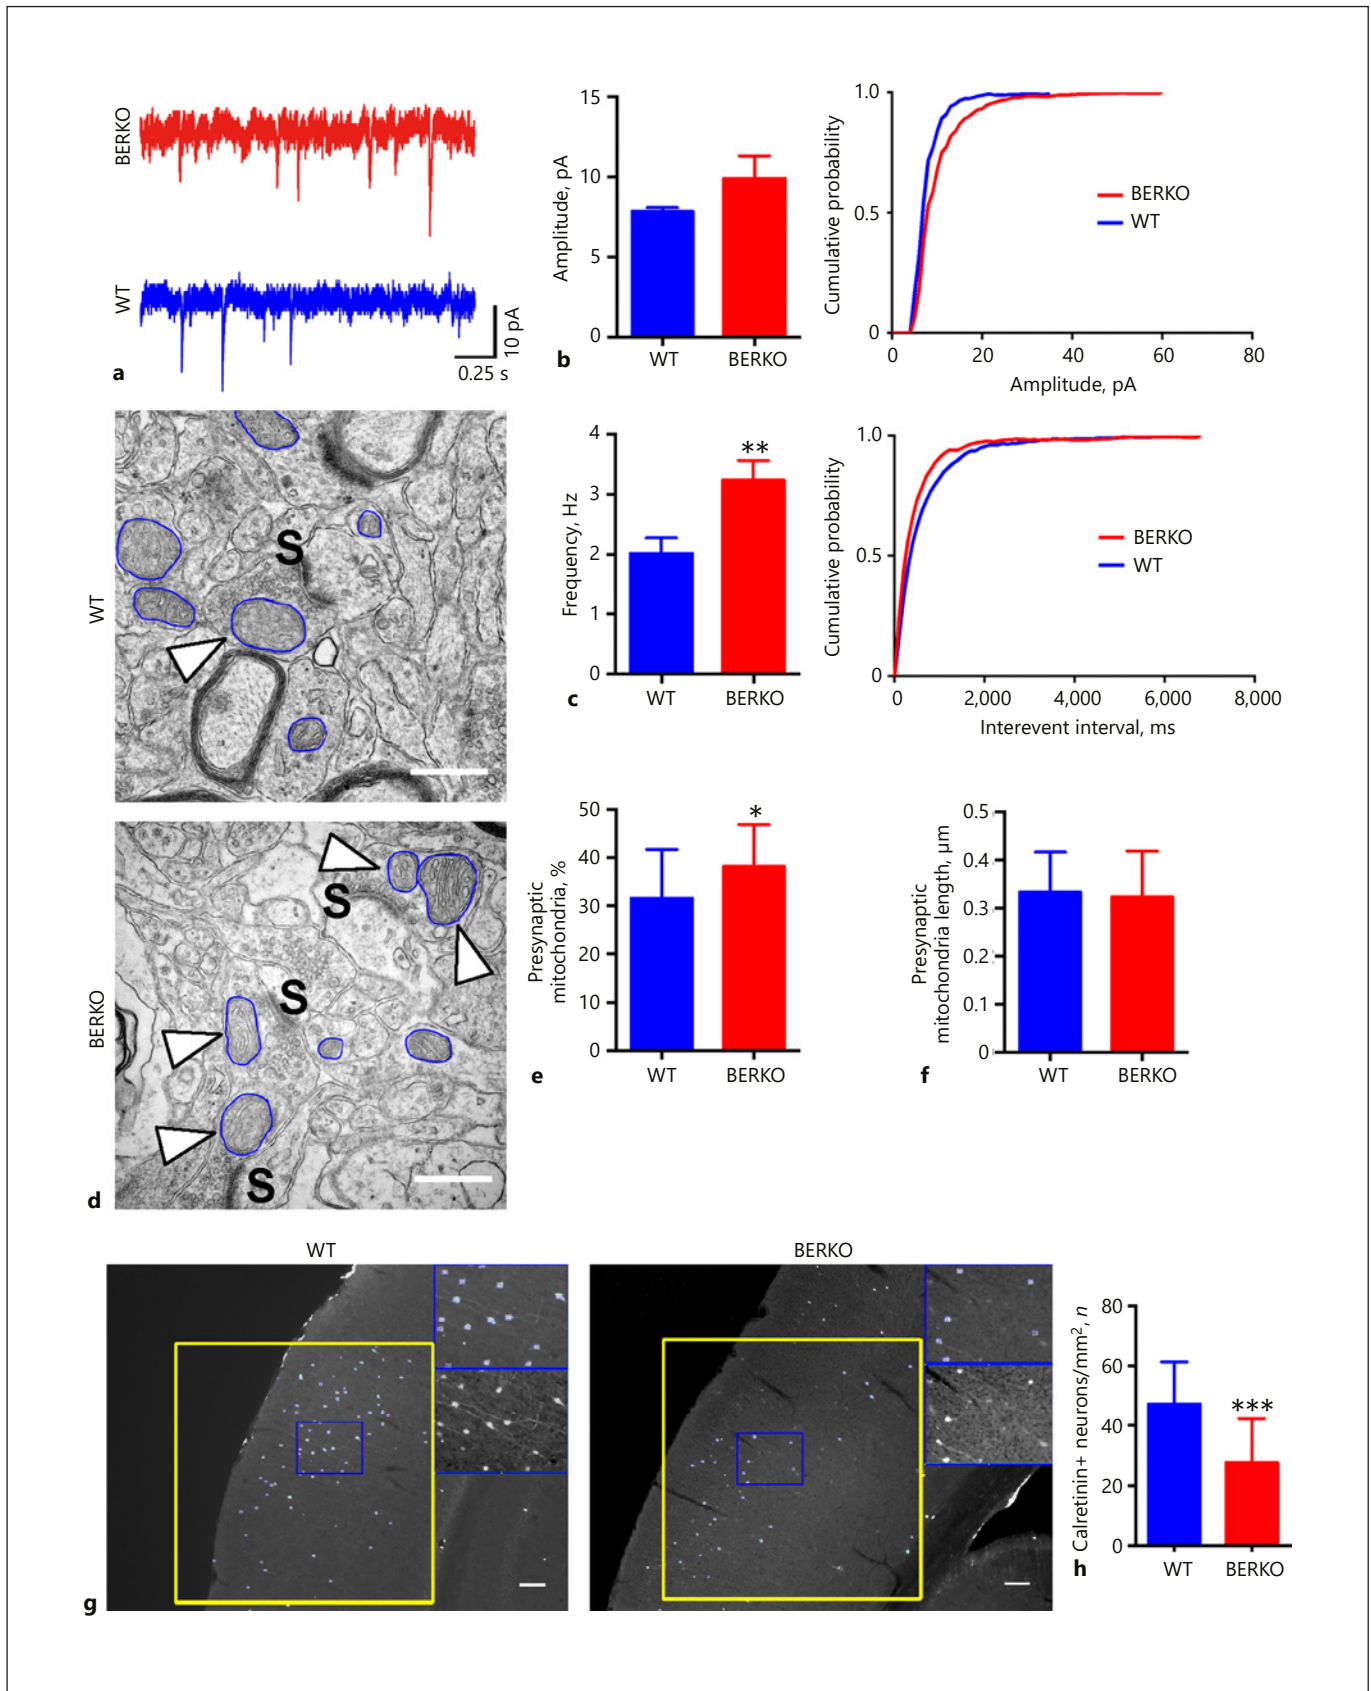 BERKO
WT
10 pA
0.25 s
a
15
10
5
0
Amplitude, pA
WT
BERKO
b
1.0
0.5
0
Cumulative probability
BERKO
WT
0
20
40
60
80
Amplitude, pA
4
3
2
1
0
Frequency, Hz
**
WT
BERKO
c
1.0
0.5
0
Cumulative probability
BERKO
WT
0
2,000
4,000
6,000
8,000
Interevent interval, ms
WT
S
BERKO
S
S
S
d
50
40
30
20
10
0
Presynaptic
mitochondria, %
*
WT
BERKO
e
0.5
0.4
0.3
0.2
0.1
0
Presynaptic
mitochondria length, µm
WT
BERKO
f
WT
BERKO
g
80
60
40
20
0
Calretinin+ neurons/mm², n
***
WT
BERKO
h